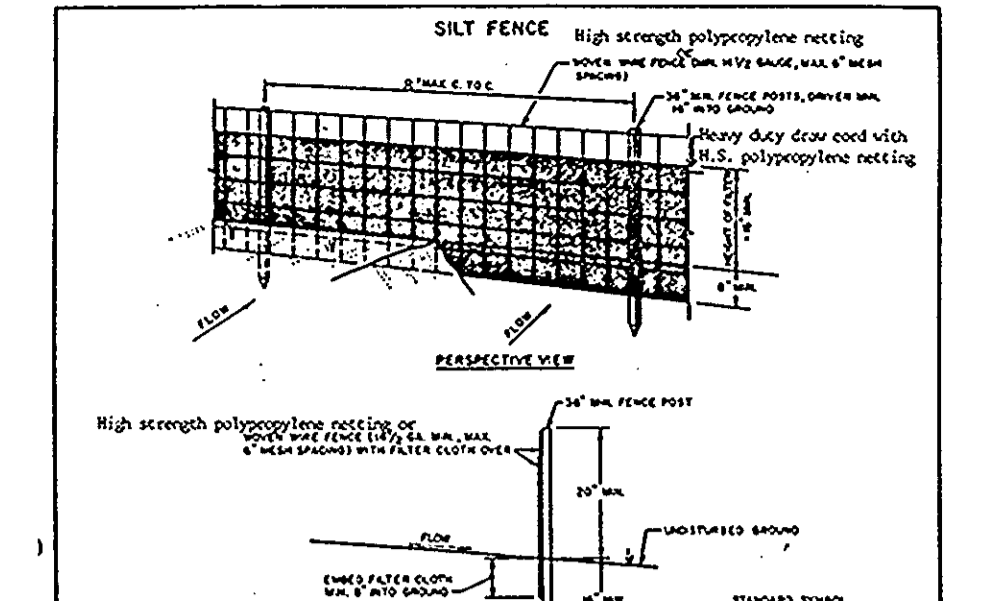 SILT FENCE
High strength polypropylene netting
or
WOVEN WIRE FENCE (MIN. 14 1/2 GAUGE, MAX. 6" MESH
SPACING)
8' MAX. C. TO C.
36" MIN. FENCE POSTS, DRIVEN MIN.
16" INTO GROUND
Heavy duty draw cord with
H.S. polypropylene netting
HEIGHT OF FILTER
16" MIN.
8" MIN.
FLOW
FLOW
PERSPECTIVE VIEW
36" MIN. FENCE POST
High strength polypropylene netting or
WOVEN WIRE FENCE (14 1/2 GA. MIN., MAX.
6" MESH SPACING) WITH FILTER CLOTH OVER
20" MIN.
UNDISTURBED GROUND
FLOW
EMBED FILTER CLOTH
MIN. 8" INTO GROUND
16" MIN.
STANDARD SYMBOL